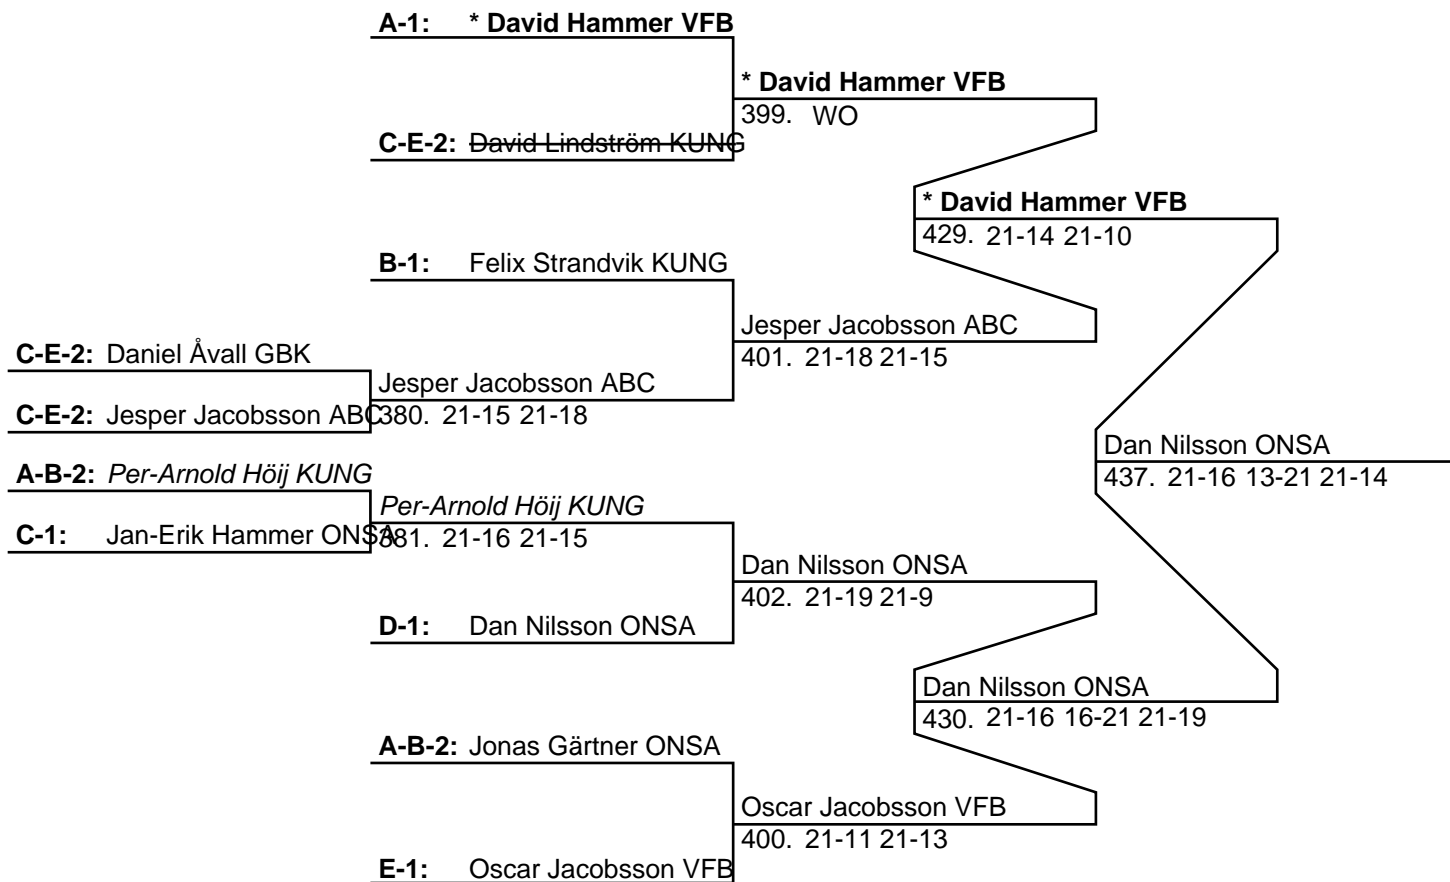 A-1: * David Hammer VFB
* David Hammer VFB
399. WO
C-E-2: David Lindström KUNG
* David Hammer VFB
429. 21-14 21-10
B-1: Felix Strandvik KUNG
Jesper Jacobsson ABC
401. 21-18 21-15
C-E-2: Daniel Åvall GBK
Jesper Jacobsson ABC
C-E-2: Jesper Jacobsson ABC
380. 21-15 21-18
Dan Nilsson ONSA
437. 21-16 13-21 21-14
A-B-2: Per-Arnold Höij KUNG
Per-Arnold Höij KUNG
C-1: Jan-Erik Hammer ONSA
381. 21-16 21-15
Dan Nilsson ONSA
402. 21-19 21-9
D-1: Dan Nilsson ONSA
Dan Nilsson ONSA
430. 21-16 16-21 21-19
A-B-2: Jonas Gärtner ONSA
Oscar Jacobsson VFB
400. 21-11 21-13
E-1: Oscar Jacobsson VFB